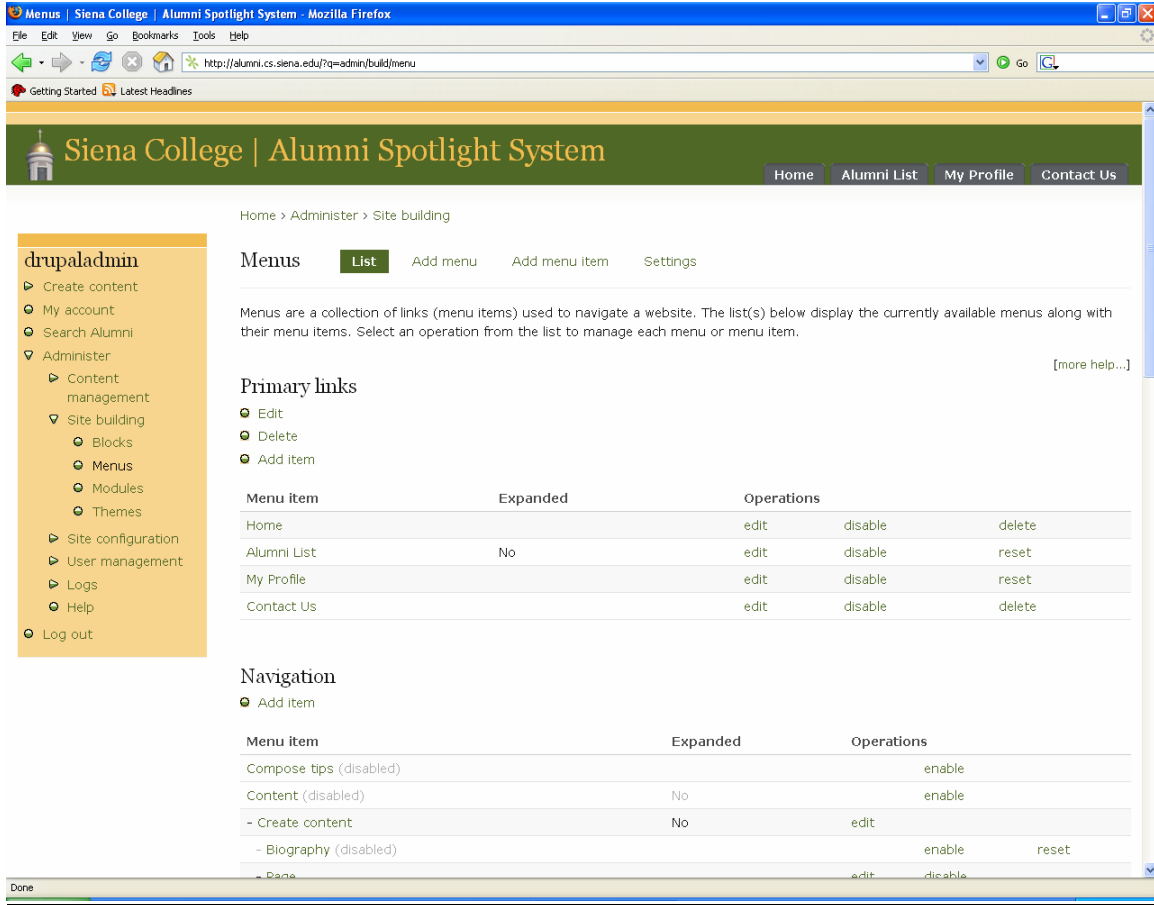 Menus | Siena College | Alumni Spotlight System - Mozilla Firefox
File Edit View Go Bookmarks Tools Help
http://alumni.cs.siena.edu/?q=admin/build/menu Go
Getting Started Latest Headlines
Siena College | Alumni Spotlight System
Home Alumni List My Profile Contact Us
Home > Administer > Site building
drupaladmin
Create content
My account
Search Alumni
Administer
Content
management
Site building
Blocks
Menus
Modules
Themes
Site configuration
User management
Logs
Help
Log out
Menus List Add menu Add menu item Settings
Menus are a collection of links (menu items) used to navigate a website. The list(s) below display the currently available menus along with
their menu items. Select an operation from the list to manage each menu or menu item.
[more help...]
Primary links
Edit
Delete
Add item
Menu item Expanded Operations
Home edit disable delete
Alumni List No edit disable reset
My Profile edit disable reset
Contact Us edit disable delete
Navigation
Add item
Menu item Expanded Operations
Compose tips (disabled) enable
Content (disabled) No enable
- Create content No edit
- Biography (disabled) enable reset
- Page edit disable
Done